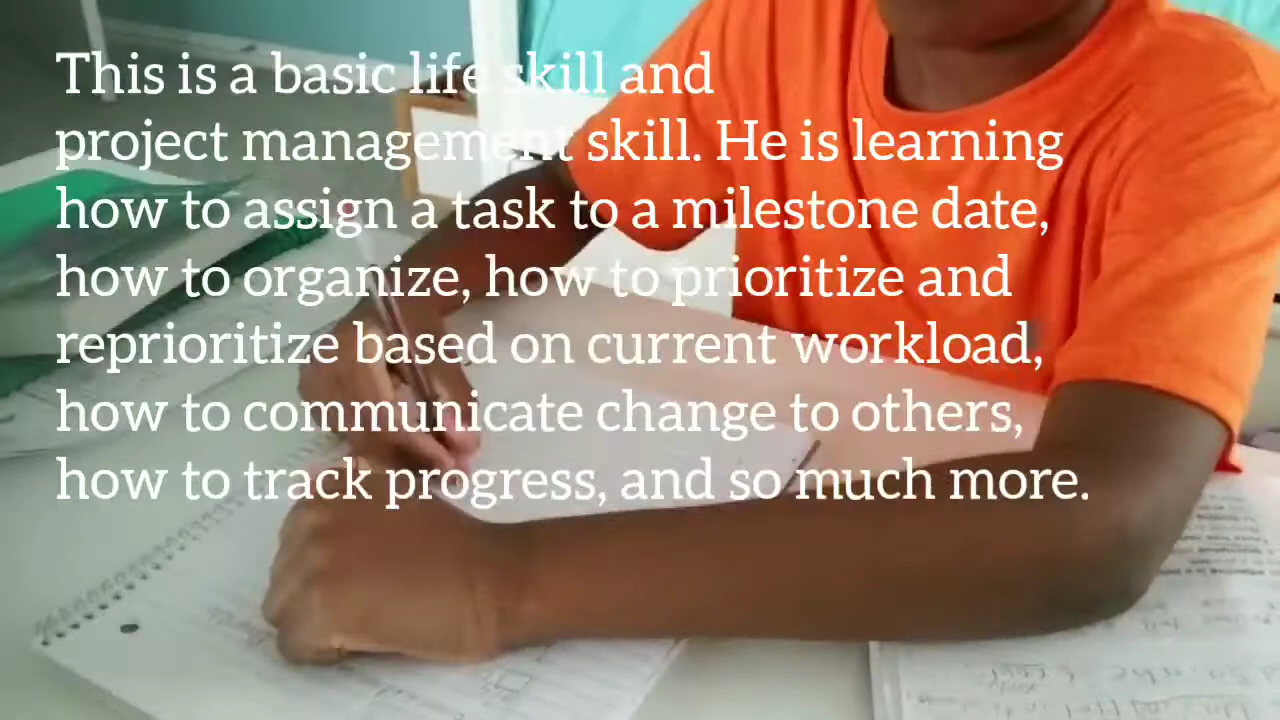 This is a basic life skill and
project management skill. He is learning
how to assign a task to a milestone date,
how to organize, how to prioritize and
reprioritize based on current workload,
how to communicate change to others,
how to track progress, and so much more.